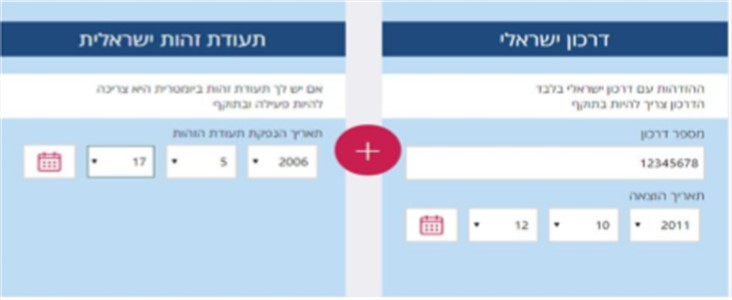 דרכון ישראלי
ההזדהות עם דרכון ישראלי בלבד
הדרכון צריך להיות בתוקף
מספר דרכון
12345678
תאריך הוצאה
2011 10 12
+
תעודת זהות ישראלית
אם יש לך תעודת זהות ביומטרית היא צריכה
להיות פעילה ובתוקף
תאריך הנפקת תעודת הזהות
2006 5 17